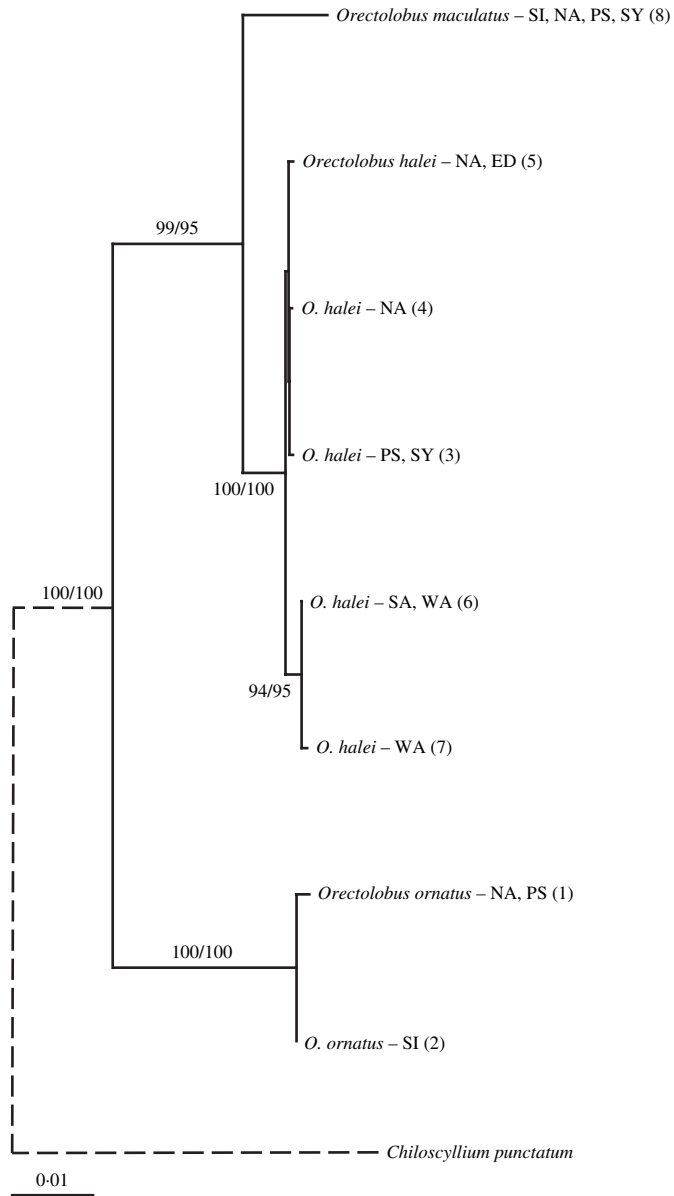 Orectolobus maculatus – SI, NA, PS, SY (8)
Orectolobus halei – NA, ED (5)
99/95
O. halei – NA (4)
O. halei – PS, SY (3)
100/100
100/100
O. halei – SA, WA (6)
94/95
O. halei – WA (7)
Orectolobus ornatus – NA, PS (1)
100/100
O. ornatus – SI (2)
Chiloscyllium punctatum
0·01